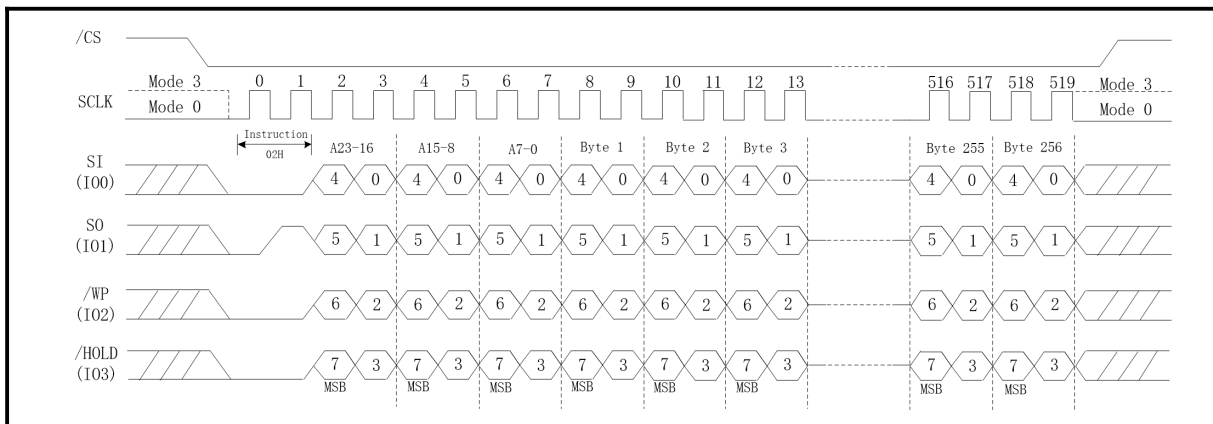 /CS
Mode 3 0 1 2 3 4 5 6 7 8 9 10 11 12 13 516 517 518 519 Mode 3
SCLK
Mode 0 Mode 0
Instruction
02H
A23-16 A15-8 A7-0 Byte 1 Byte 2 Byte 3 Byte 255 Byte 256
SI
(IO0)
4 0 4 0 4 0 4 0 4 0 4 0 4 0 4 0
SO
(IO1)
5 1 5 1 5 1 5 1 5 1 5 1 5 1 5 1
/WP
(IO2)
6 2 6 2 6 2 6 2 6 2 6 2 6 2 6 2
/HOLD
(IO3)
7 3 7 3 7 3 7 3 7 3 7 3 7 3 7 3
MSB MSB MSB MSB MSB MSB MSB MSB